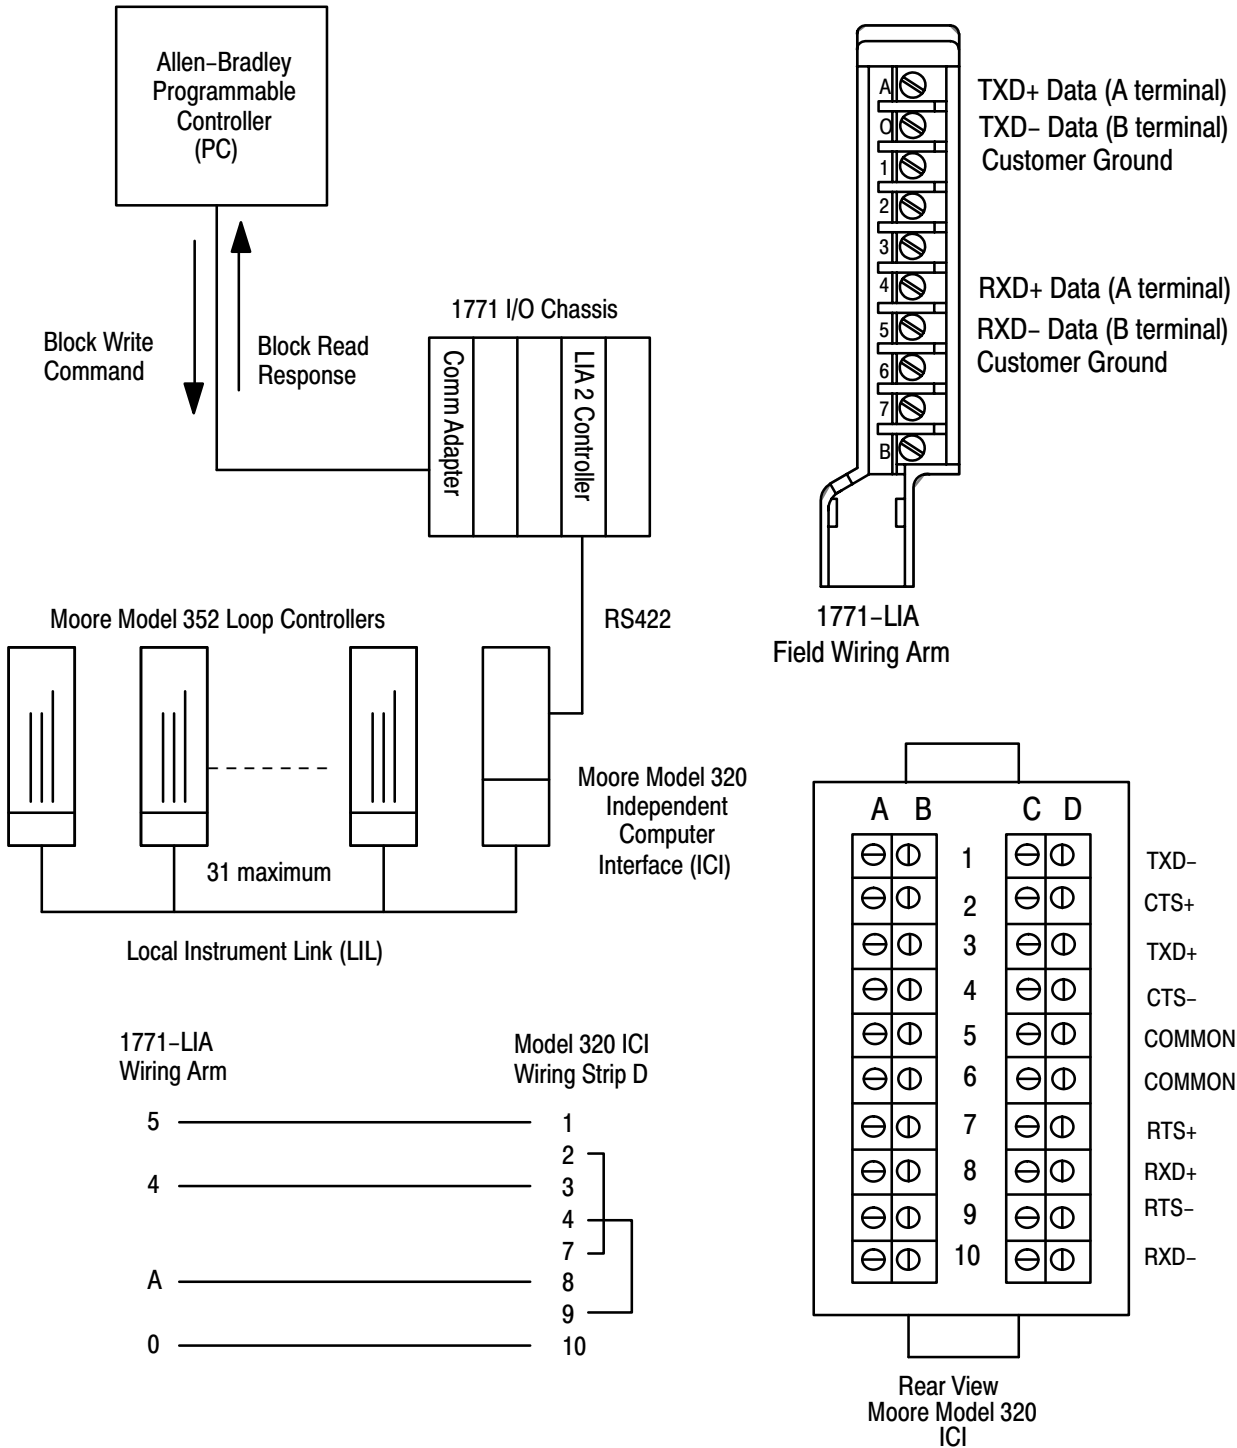 Allen-Bradley
Programmable
Controller
(PC)
Block Write
Command
Block Read
Response
1771 I/O Chassis
Comm Adapter
LIA 2 Controller
RS422
Moore Model 352 Loop Controllers
31 maximum
Local Instrument Link (LIL)
Moore Model 320
Independent
Computer
Interface (ICI)
A
0
1
2
3
4
5
6
7
B
TXD+ Data (A terminal)
TXD- Data (B terminal)
Customer Ground
RXD+ Data (A terminal)
RXD- Data (B terminal)
Customer Ground
1771-LIA
Field Wiring Arm
1771-LIA
Wiring Arm
Model 320 ICI
Wiring Strip D
5 1
2
4 3
4
7
A 8
9
0 10
A B C D
1 TXD-
2 CTS+
3 TXD+
4 CTS-
5 COMMON
6 COMMON
7 RTS+
8 RXD+
9 RTS-
10 RXD-
Rear View
Moore Model 320
ICI